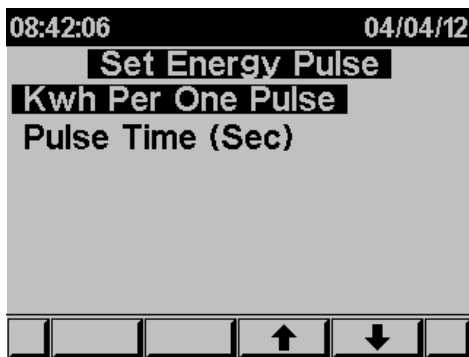 08:42:06 04/04/12
Set Energy Pulse
Kwh Per One Pulse
Pulse Time (Sec)